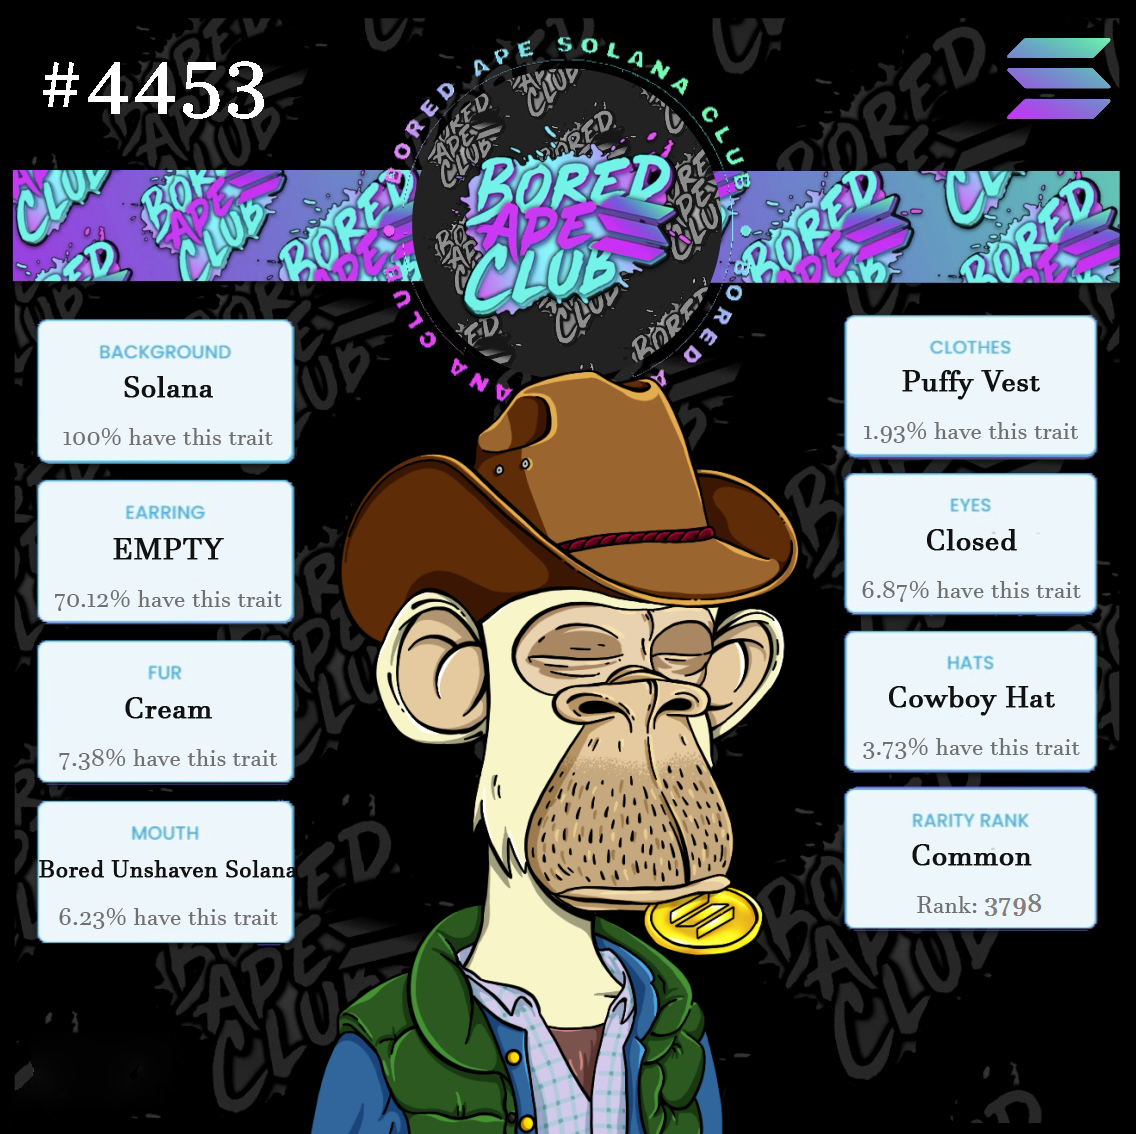 #4453
BORED APE SOLANA CLUB
BORED
APE
CLUB
BACKGROUND
Solana
100% have this trait
EARRING
EMPTY
70.12% have this trait
FUR
Cream
7.38% have this trait
MOUTH
Bored Unshaven Solana
6.23% have this trait
CLOTHES
Puffy Vest
1.93% have this trait
EYES
Closed
6.87% have this trait
HATS
Cowboy Hat
3.73% have this trait
RARITY RANK
Common
Rank: 3798